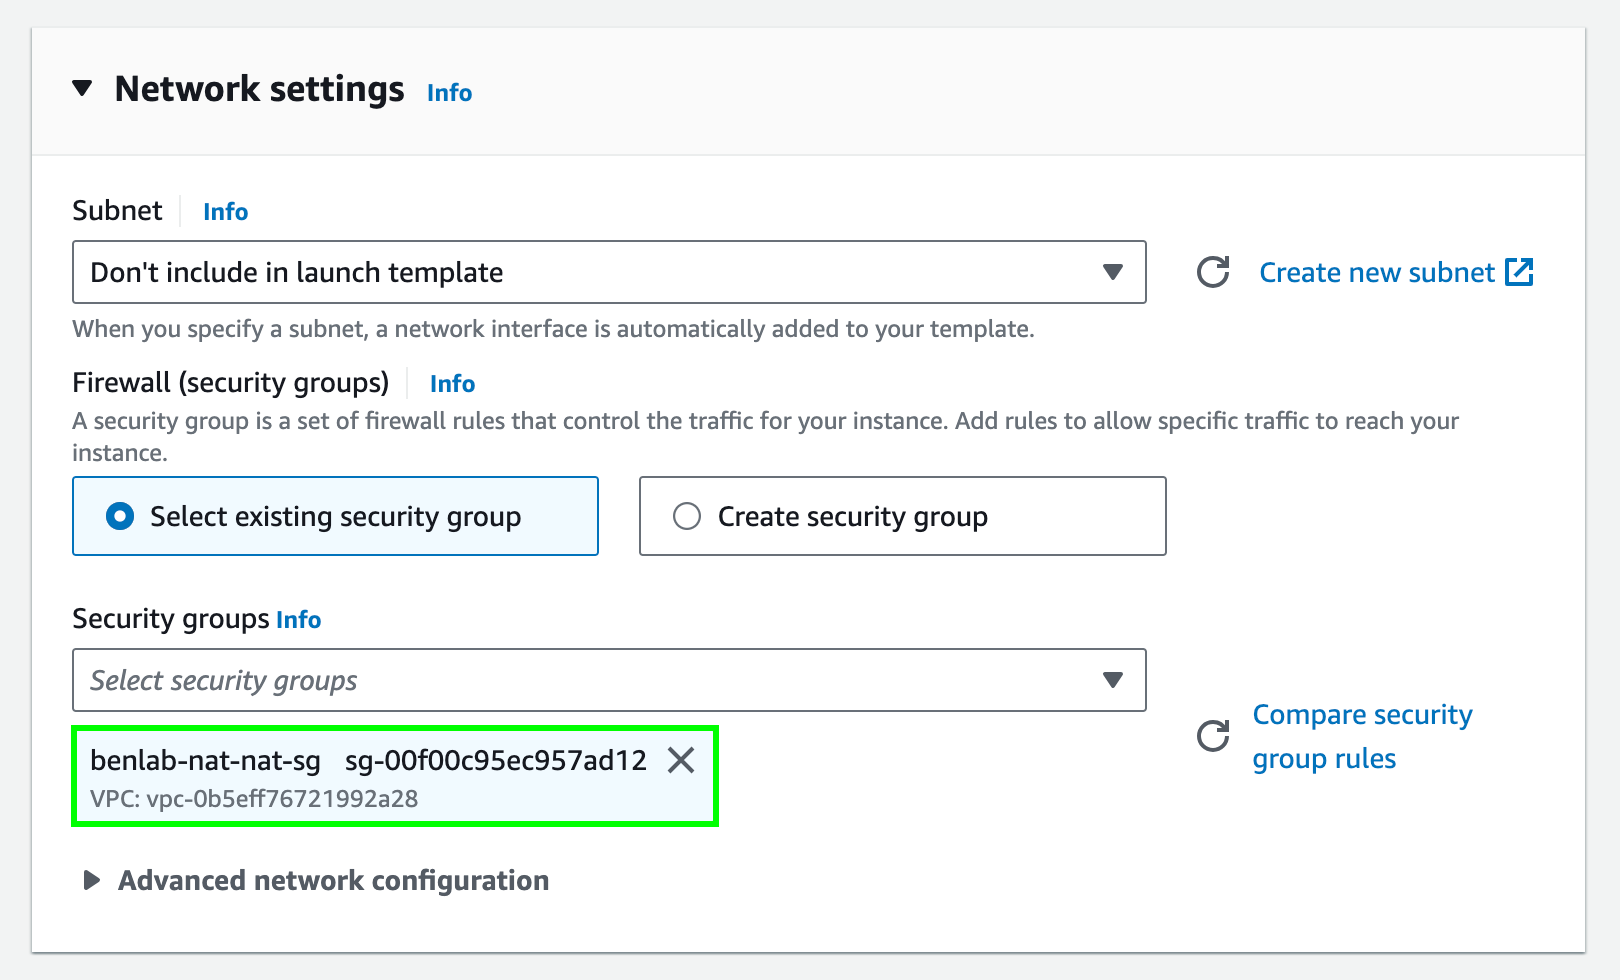 Network settings Info
Subnet Info
Don't include in launch template
Create new subnet
When you specify a subnet, a network interface is automatically added to your template.
Firewall (security groups) Info
A security group is a set of firewall rules that control the traffic for your instance. Add rules to allow specific traffic to reach your
instance.
Select existing security group
Create security group
Security groups Info
Select security groups
Compare security
group rules
benlab-nat-nat-sg sg-00f00c95ec957ad12
VPC: vpc-0b5eff76721992a28
Advanced network configuration